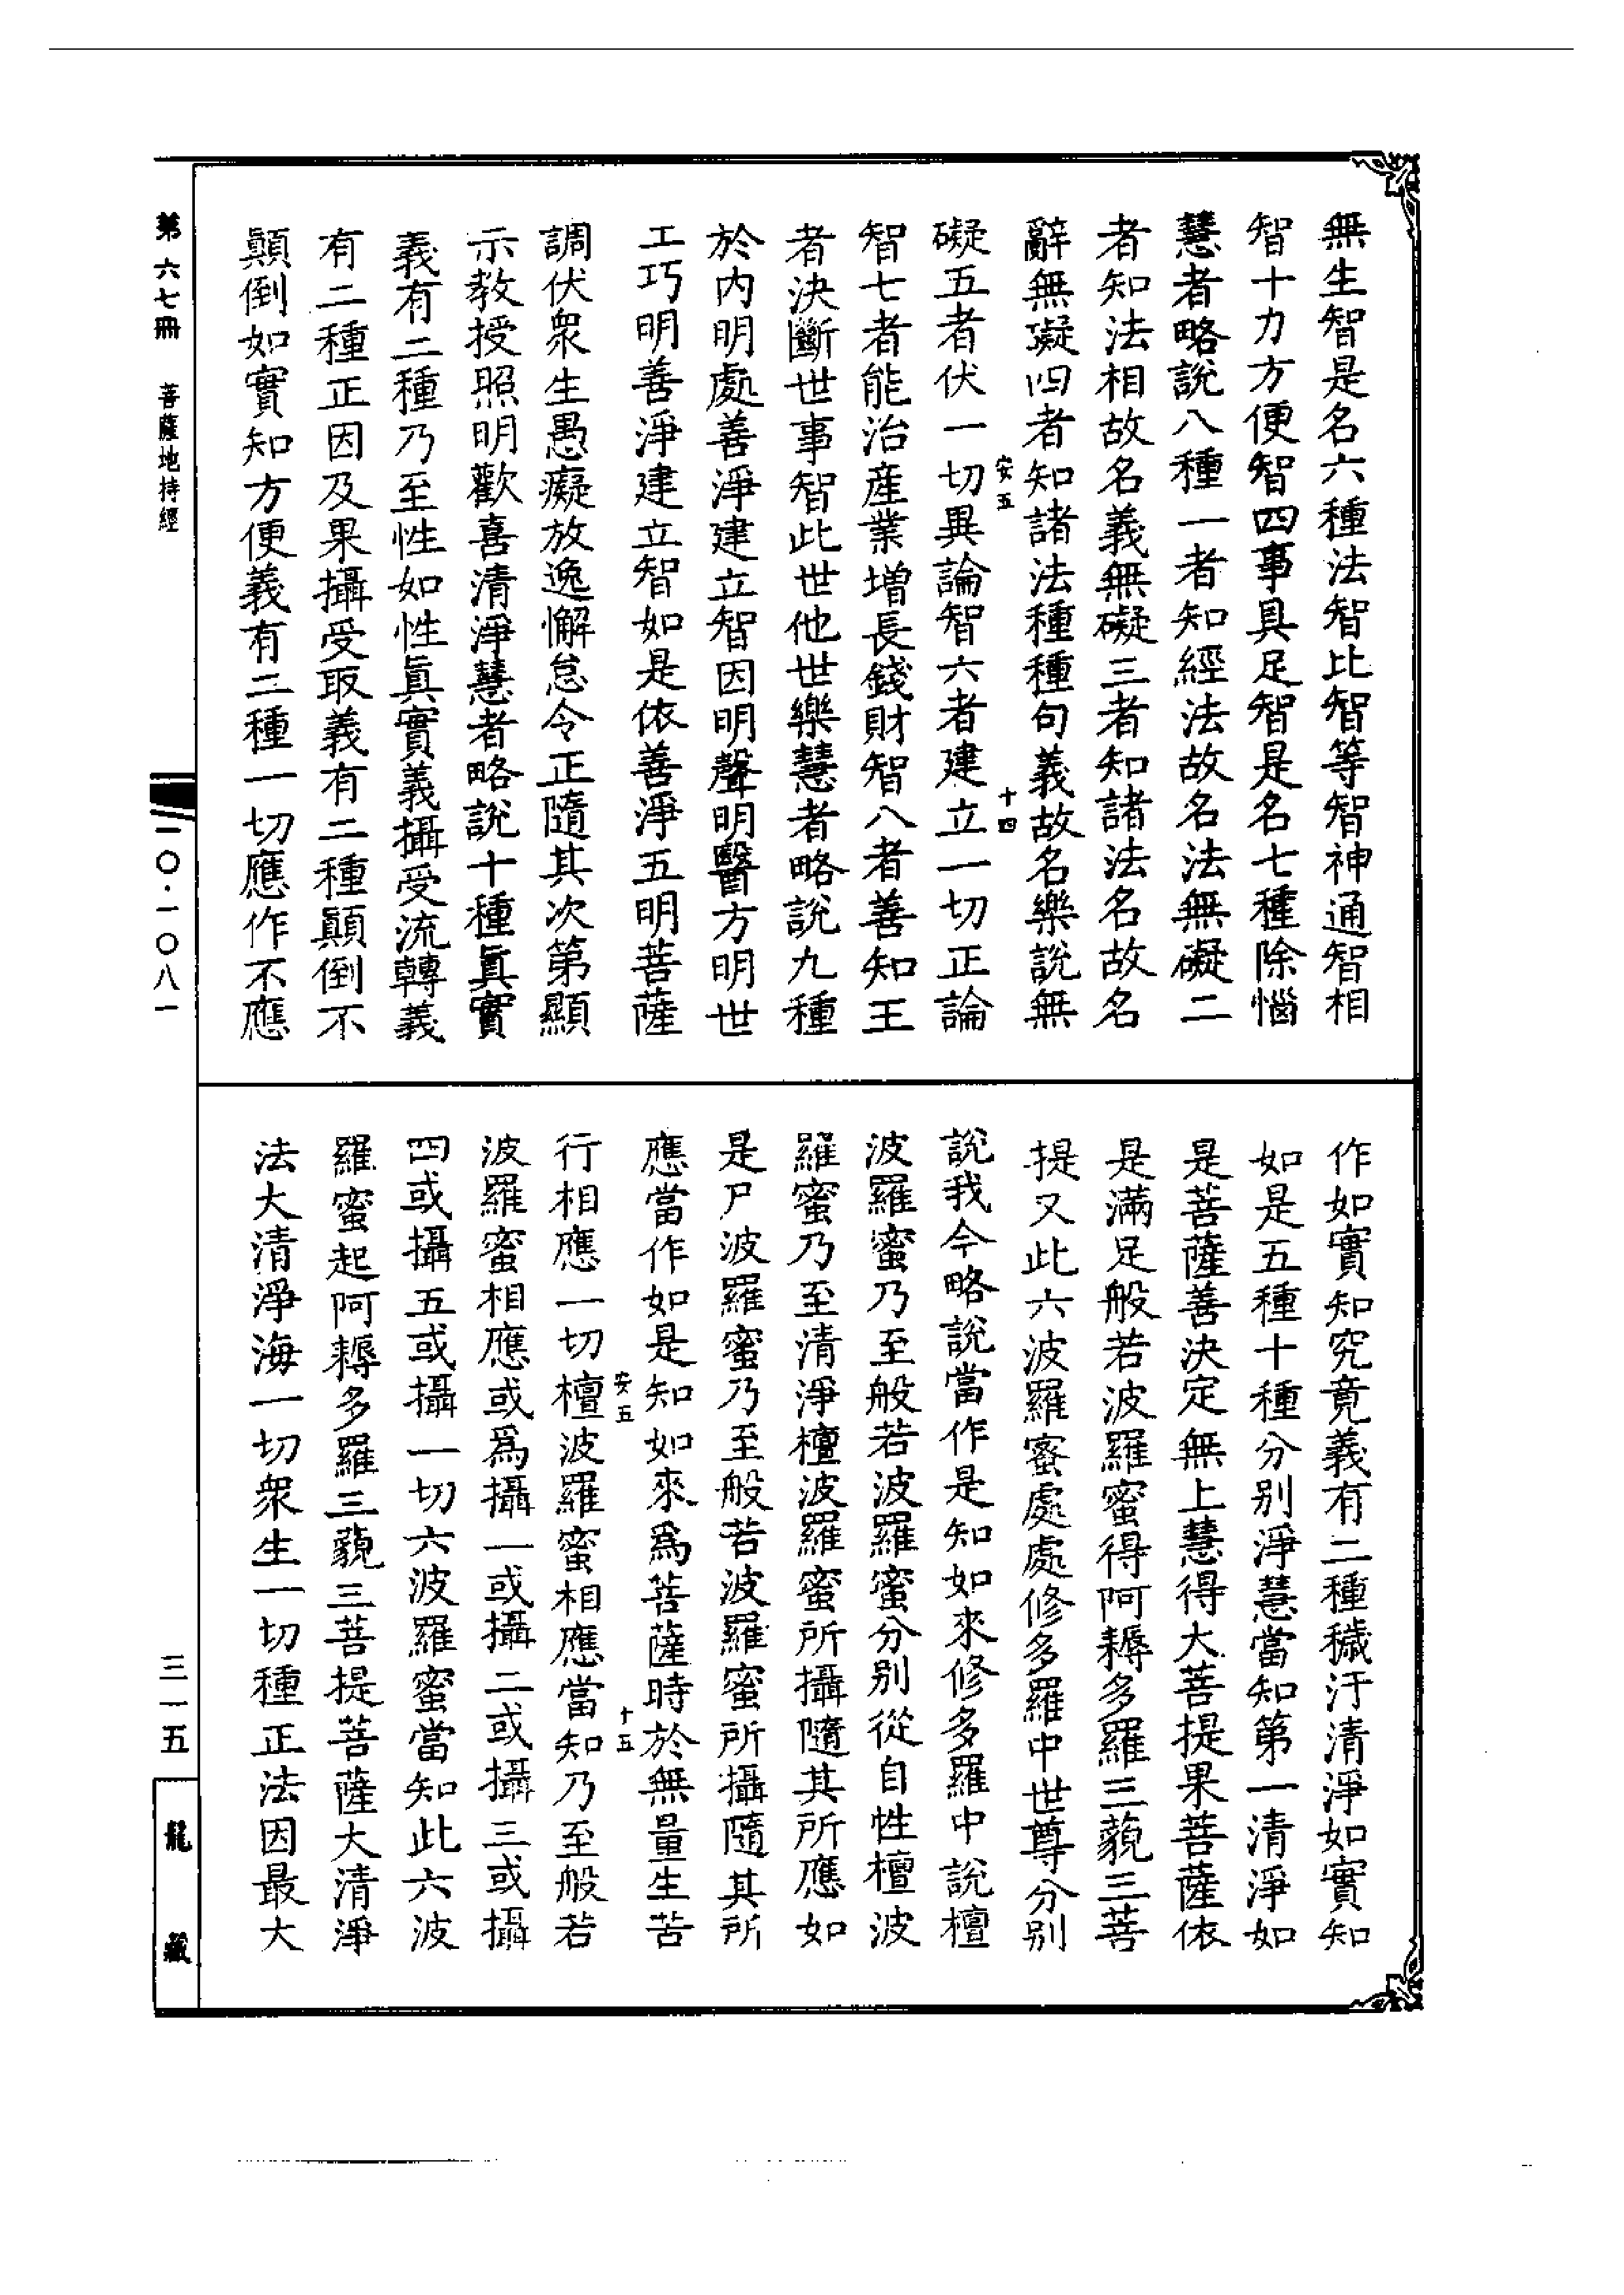 無生智是名六種法智比智等智神通智相
智十力方便智四事具足智是名七種除惱
慧者略說八種一者知經法故名法無礙二
者知法相故名義無礙三者知諸法名故名
辭無礙四者知諸法種種句義故名樂說無
安五
十四
礙五者伏一切異論智六者建立一切正論
智七者能治産業增長錢財智八者善知王
者決斷世事智此世他世樂慧者略說九種
於內明處善淨建立智因明聲明醫方明世
工巧明善淨建立智如是依善淨五明菩薩
調伏衆生愚癡放逸懈怠令正隨其次第顯
示教授照明歡喜清淨慧者略說十種眞實
義有二種乃至性如性眞實義攝受流轉義
有二種正因及果攝受取義有二種顛倒不
顛倒如實知方便義有二種一切應作不應
作如實知究竟義有二種穢汙清淨如實知
如是五種十種分別淨慧當知第一清淨如
是菩薩善決定無上慧得大菩提果菩薩依
是滿足般若波羅蜜得阿耨多羅三藐三菩
提又此六波羅蜜處處修多羅中世尊分別
說我今略說當作是知如來修多羅中說檀
波羅蜜乃至般若波羅蜜分別從自性檀波
羅蜜乃至清淨檀波羅蜜所攝隨其所應如
是尸波羅蜜乃至般若波羅蜜所攝隨其所
應當作如是知如來爲菩薩時於無量生苦
安五
十五
行相應一切檀波羅蜜相應當知乃至般若
波羅蜜相應或爲攝一或攝二或攝三或攝
四或攝五或攝一切六波羅蜜當知此六波
羅蜜起阿耨多羅三藐三菩提菩薩大清淨
法大清淨海一切衆生一切種正法因最大
第六七冊 菩薩地持經
一〇·一〇八一
三一五
龍藏